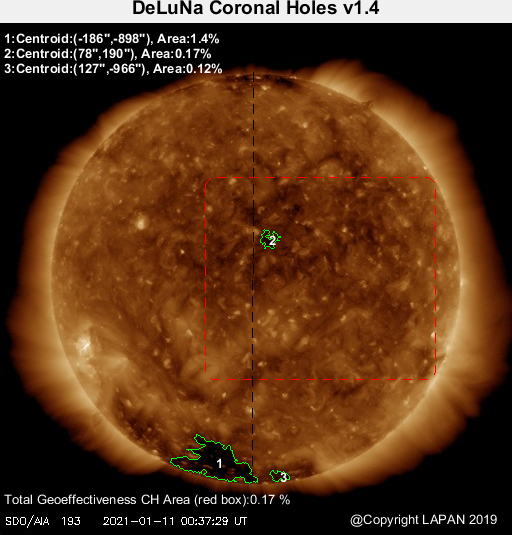 DeLuNa Coronal Holes v1.4
1:Centroid:(-186",-898"), Area:1.4%
2:Centroid:(78",190"), Area:0.17%
3:Centroid:(127",-966"), Area:0.12%
2
1
3
Total Geoeffectiveness CH Area (red box):0.17 %
SDO/AIA 193 2021-01-11 00:37:29 UT
@Copyright LAPAN 2019